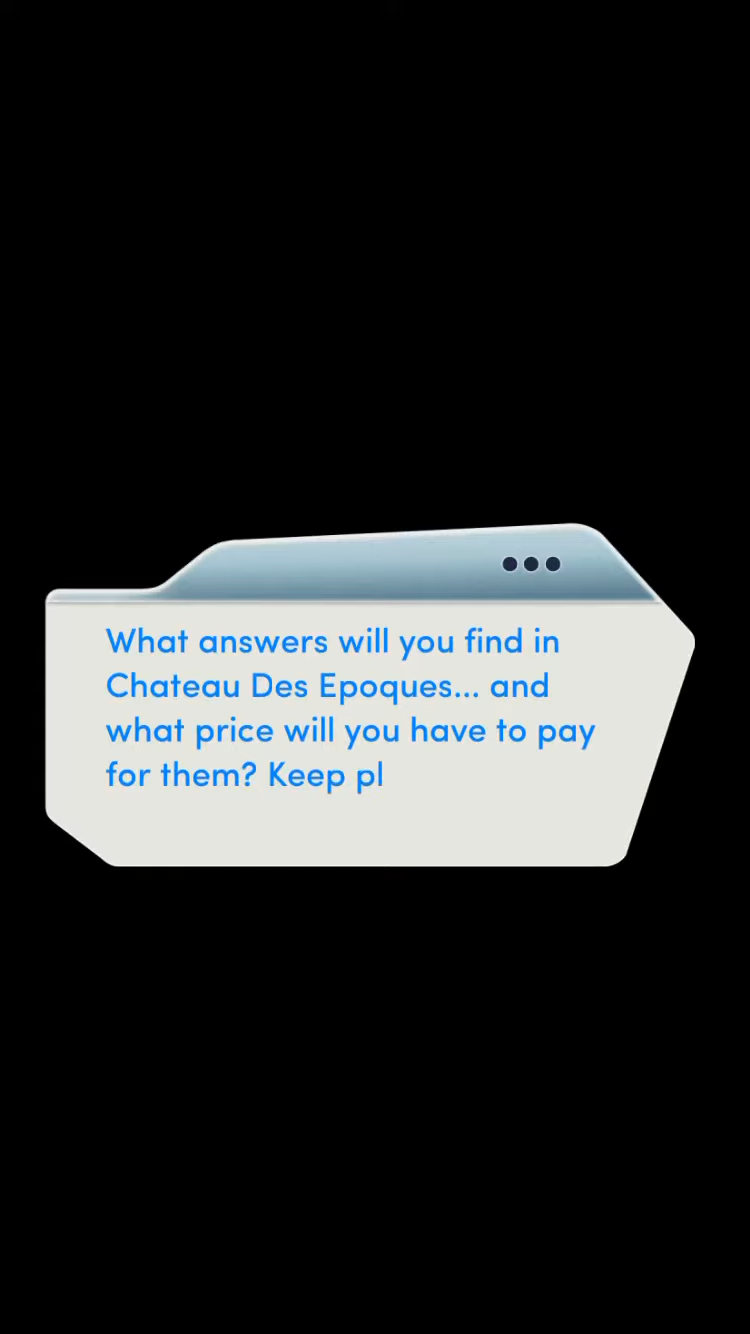 What answers will you find in
Chateau Des Epoques... and
what price will you have to pay
for them? Keep pl